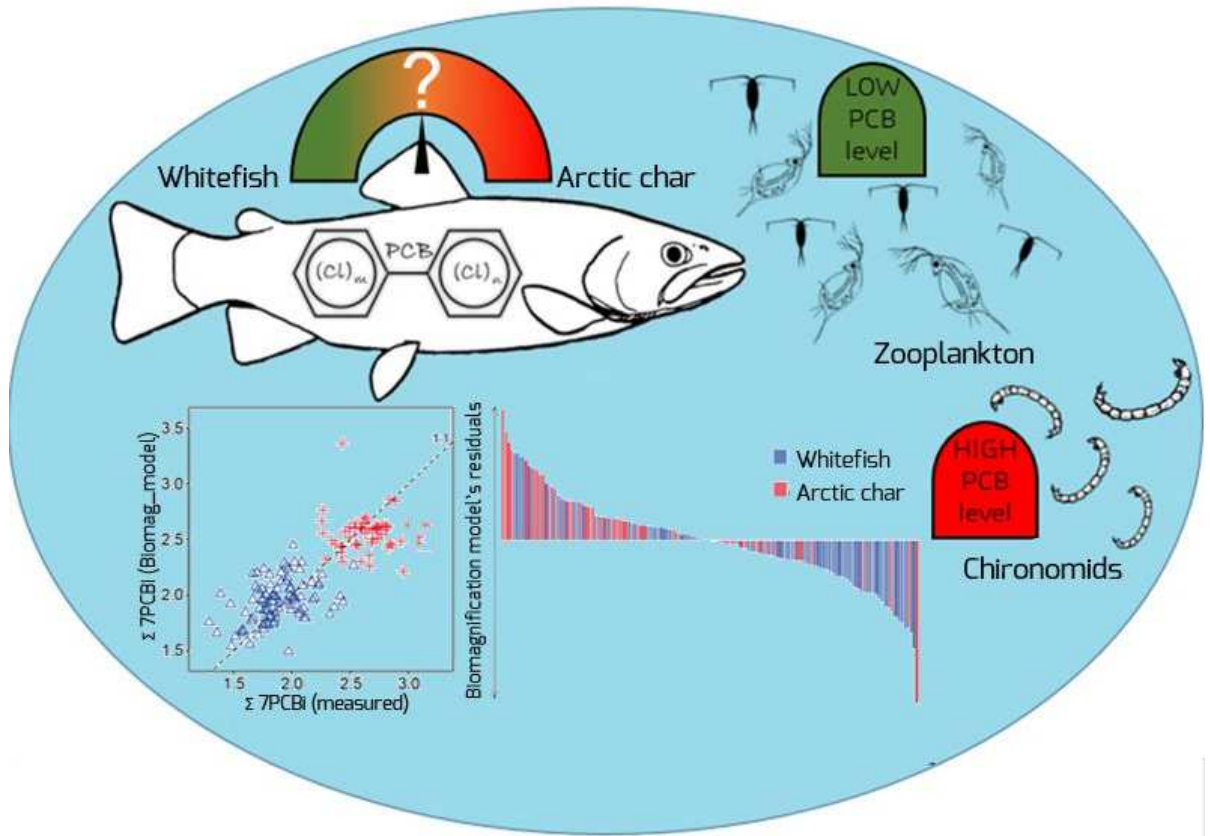 ?
Whitefish
Arctic char
PCB
(Cl)m
(Cl)n
LOW
PCB
level
Zooplankton
HIGH
PCB
level
Chironomids
Σ 7PCBi (Biomag_model)
3.5
3.0
2.5
2.0
1.5
1:1
1.5 2.0 2.5 3.0
Σ 7PCBi (measured)
Biomagnification model's residuals
Whitefish
Arctic char